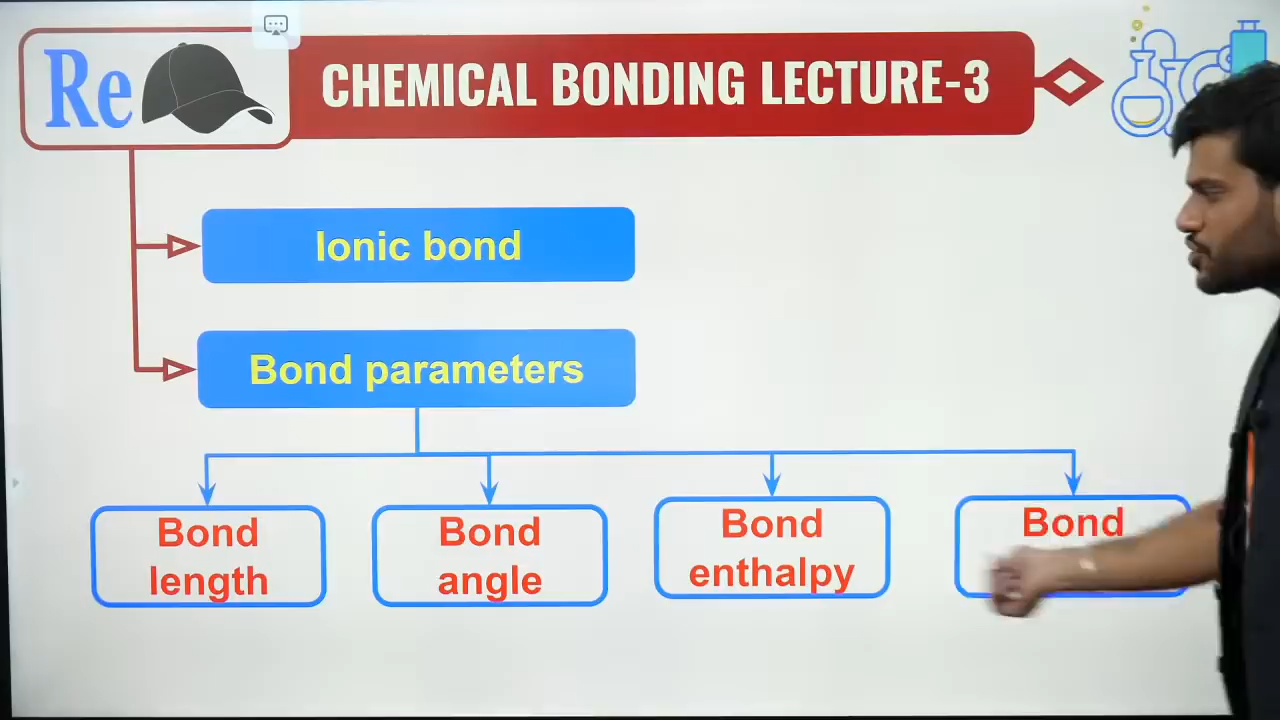 Re
CHEMICAL BONDING LECTURE-3
Ionic bond
Bond parameters
Bond
length
Bond
angle
Bond
enthalpy
Bond